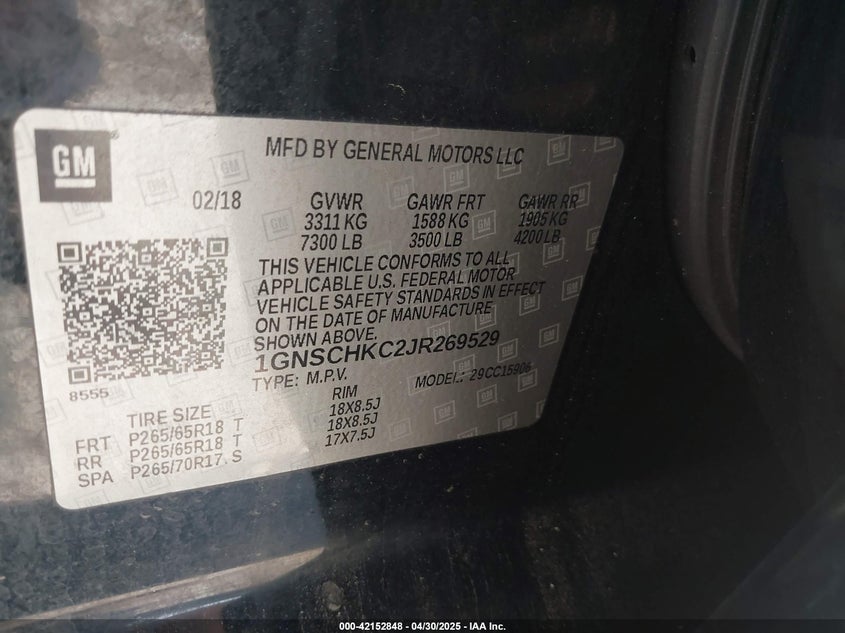 GM
MFD BY GENERAL MOTORS LLC
02/18 GVWR GAWR FRT GAWR RR
3311 KG 1588 KG 1905 KG
7300 LB 3500 LB 4200 LB
THIS VEHICLE CONFORMS TO ALL
APPLICABLE U.S. FEDERAL MOTOR
VEHICLE SAFETY STANDARDS IN EFFECT
ON THE DATE OF MANUFACTURE
SHOWN ABOVE.
1GNSCHKC2JR269529
TYPE: M.P.V. MODEL: 29CC15906
8555
TIRE SIZE RIM
FRT P265/65R18 T 18X8.5J
RR P265/65R18 T 18X8.5J
SPA P265/70R17 S 17X7.5J
000-42152848 - 04/30/2025 - IAA Inc.